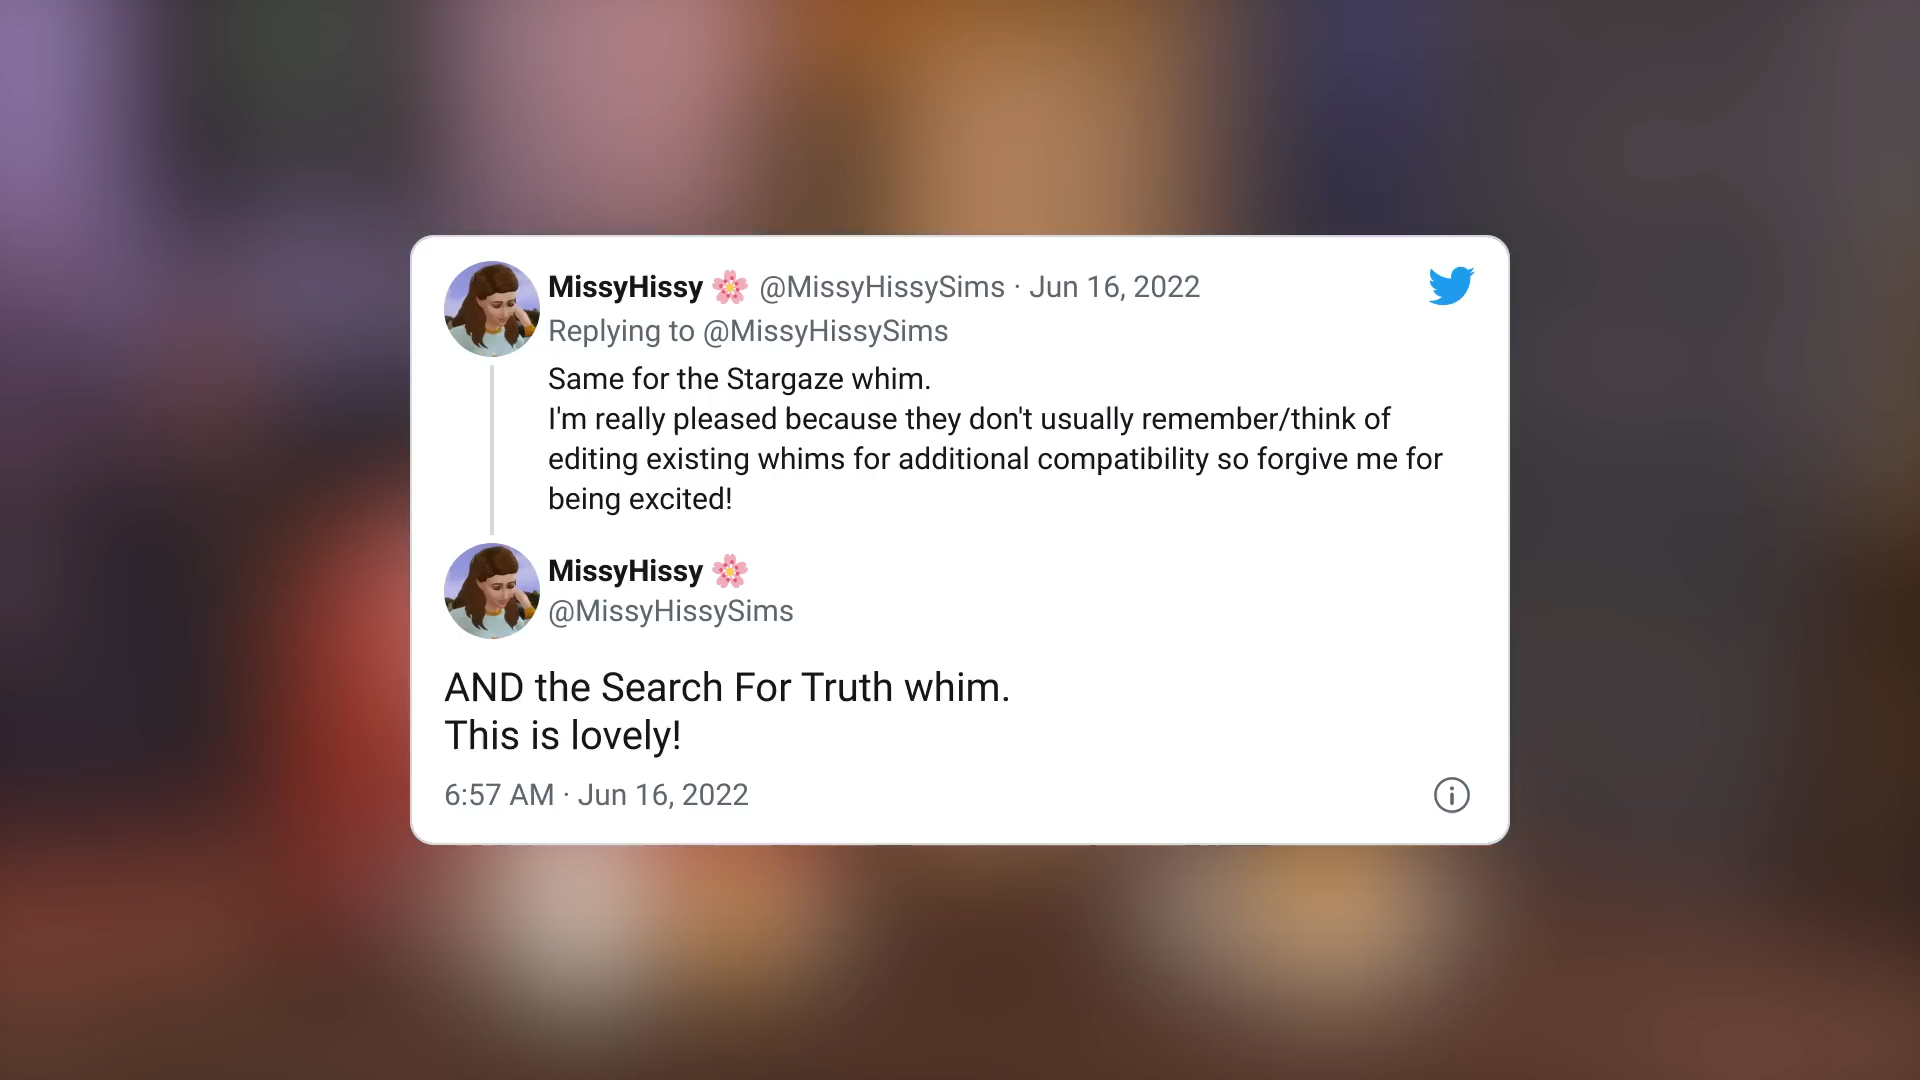 MissyHissy 🌸 @MissyHissySims · Jun 16, 2022
Replying to @MissyHissySims
Same for the Stargaze whim.
I'm really pleased because they don't usually remember/think of
editing existing whims for additional compatibility so forgive me for
being excited!
MissyHissy 🌸
@MissyHissySims
AND the Search For Truth whim.
This is lovely!
6:57 AM · Jun 16, 2022